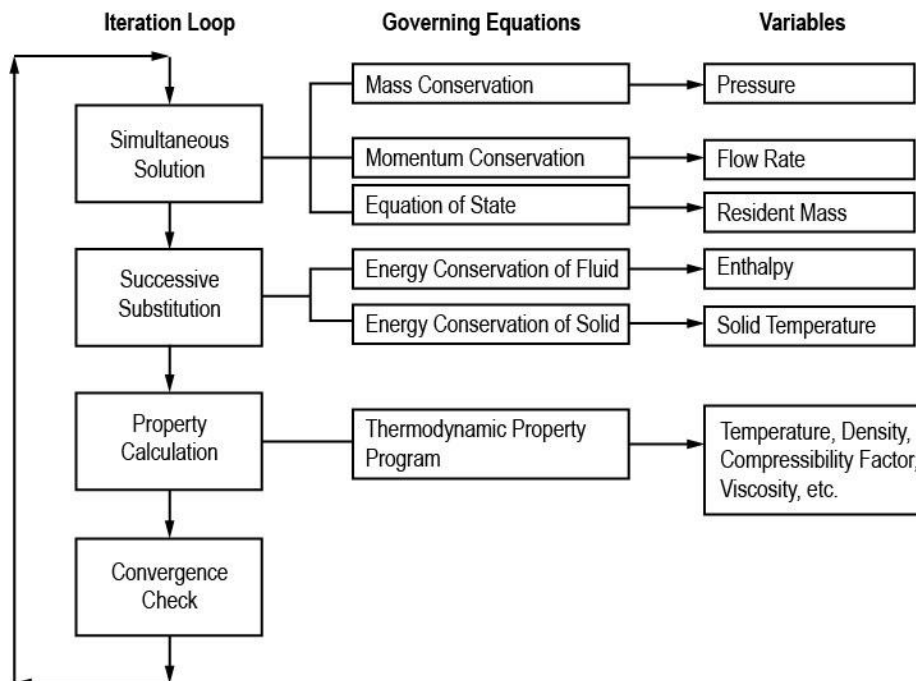 Iteration Loop
Governing Equations
Variables
Simultaneous
Solution
Mass Conservation
Pressure
Momentum Conservation
Flow Rate
Equation of State
Resident Mass
Successive
Substitution
Energy Conservation of Fluid
Enthalpy
Energy Conservation of Solid
Solid Temperature
Property
Calculation
Thermodynamic Property
Program
Temperature, Density,
Compressibility Factor,
Viscosity, etc.
Convergence
Check